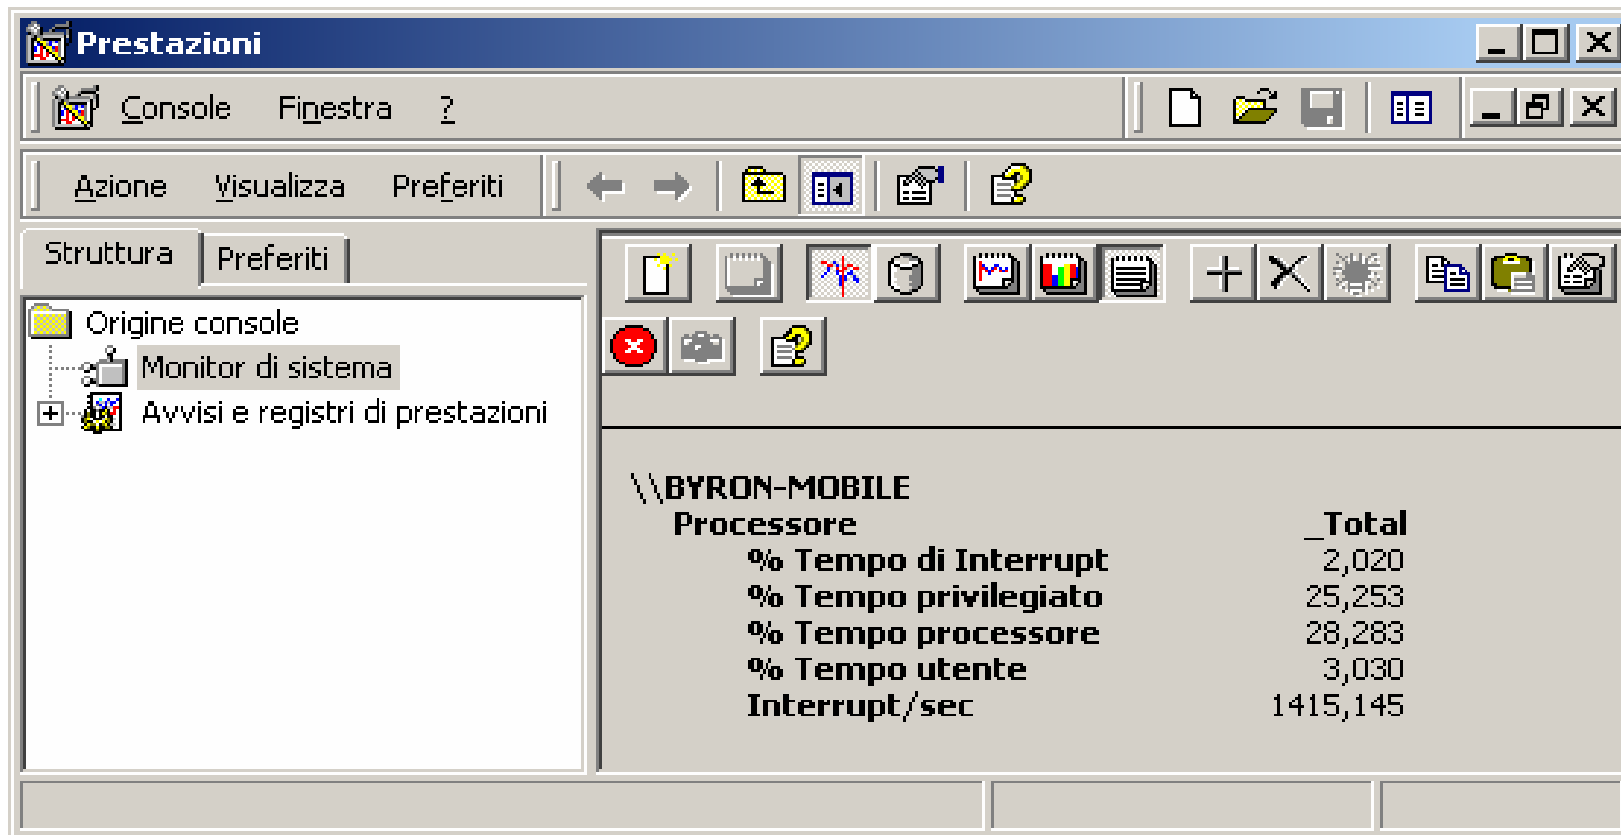 Prestazioni
Console Finestra ?
Azione Visualizza Preferiti
Struttura Preferiti
Origine console
Monitor di sistema
Avvisi e registri di prestazioni
\\BYRON-MOBILE
Processore _Total
% Tempo di Interrupt 2,020
% Tempo privilegiato 25,253
% Tempo processore 28,283
% Tempo utente 3,030
Interrupt/sec 1415,145